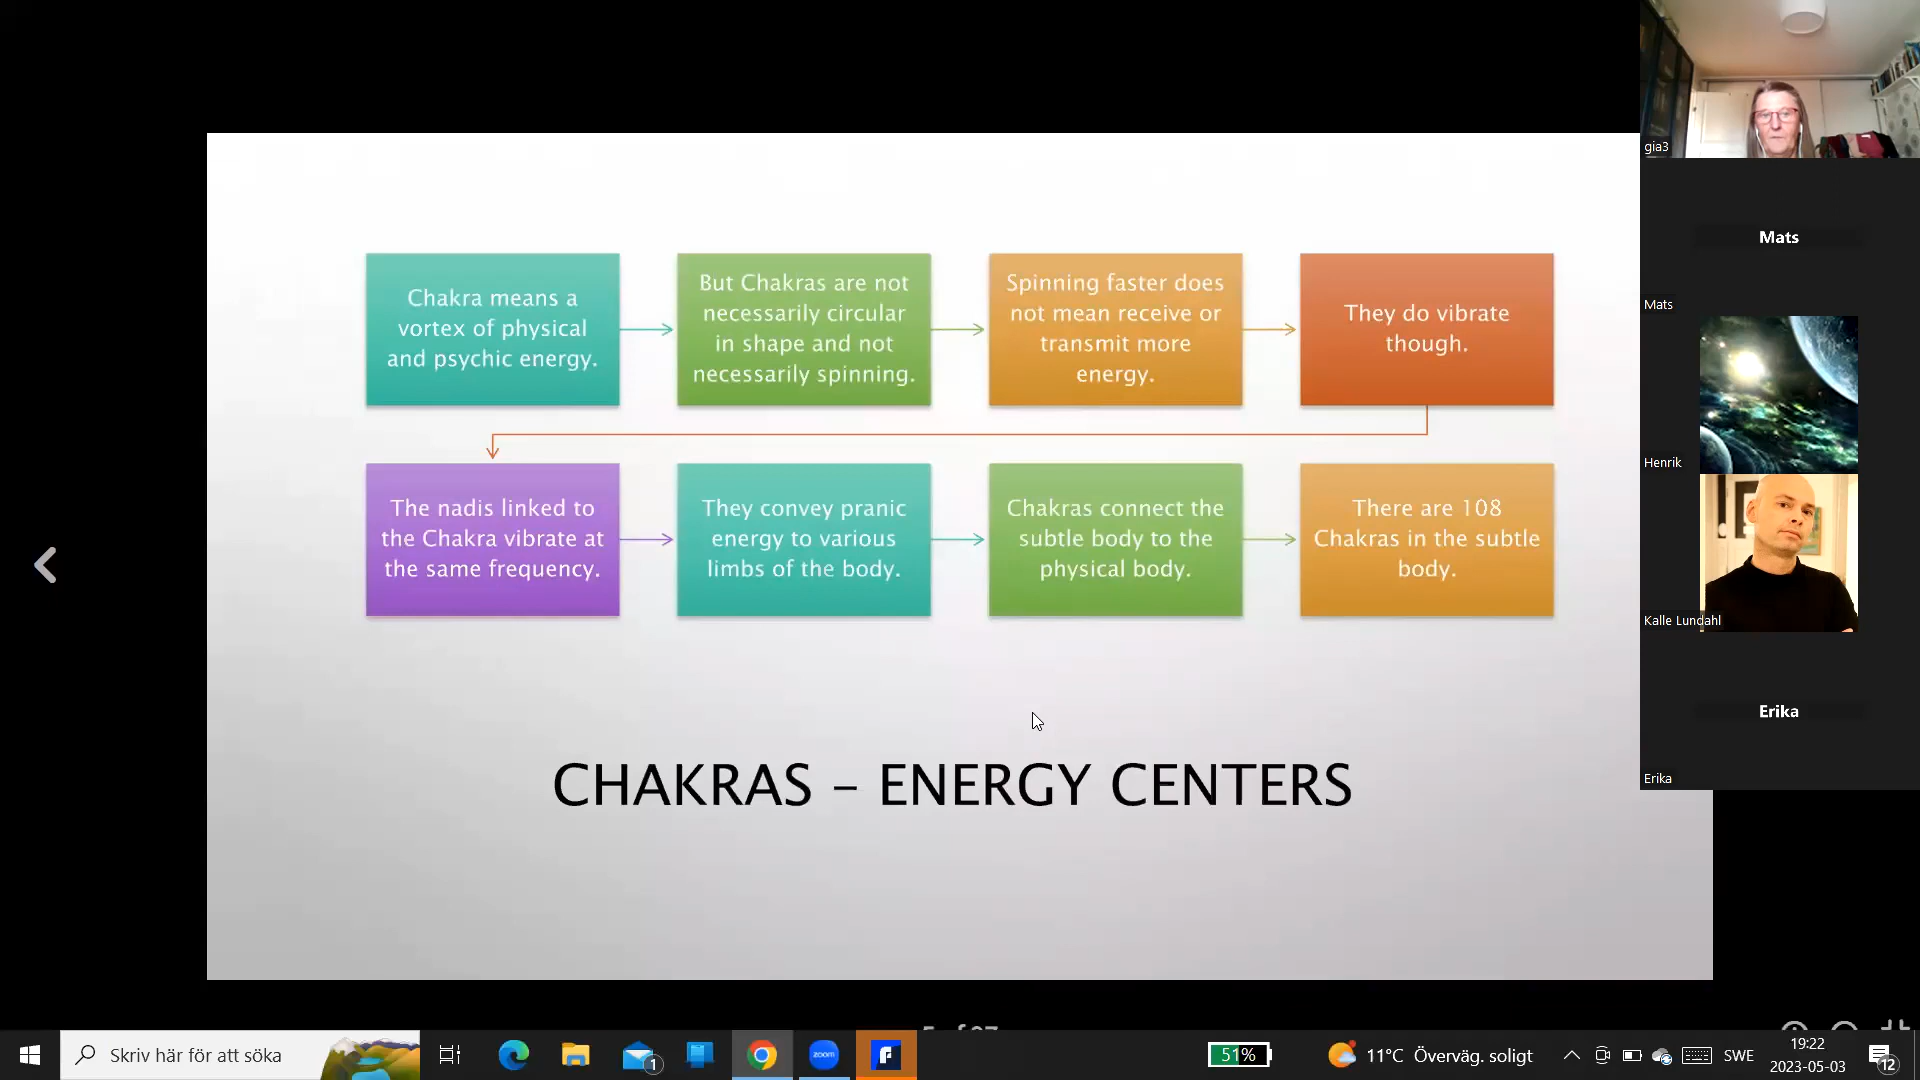 Chakra means a
vortex of physical
and psychic energy.
But Chakras are not
necessarily circular
in shape and not
necessarily spinning.
Spinning faster does
not mean receive or
transmit more
energy.
They do vibrate
though.
The nadis linked to
the Chakra vibrate at
the same frequency.
They convey pranic
energy to various
limbs of the body.
Chakras connect the
subtle body to the
physical body.
There are 108
Chakras in the subtle
body.
CHAKRAS – ENERGY CENTERS
gia3
Mats
Mats
Henrik
Kalle Lundahl
Erika
Erika
Skriv här för att söka
1
zoom
F
51%
11°C Överväg. soligt
SWE
19:22
2023-05-03
12